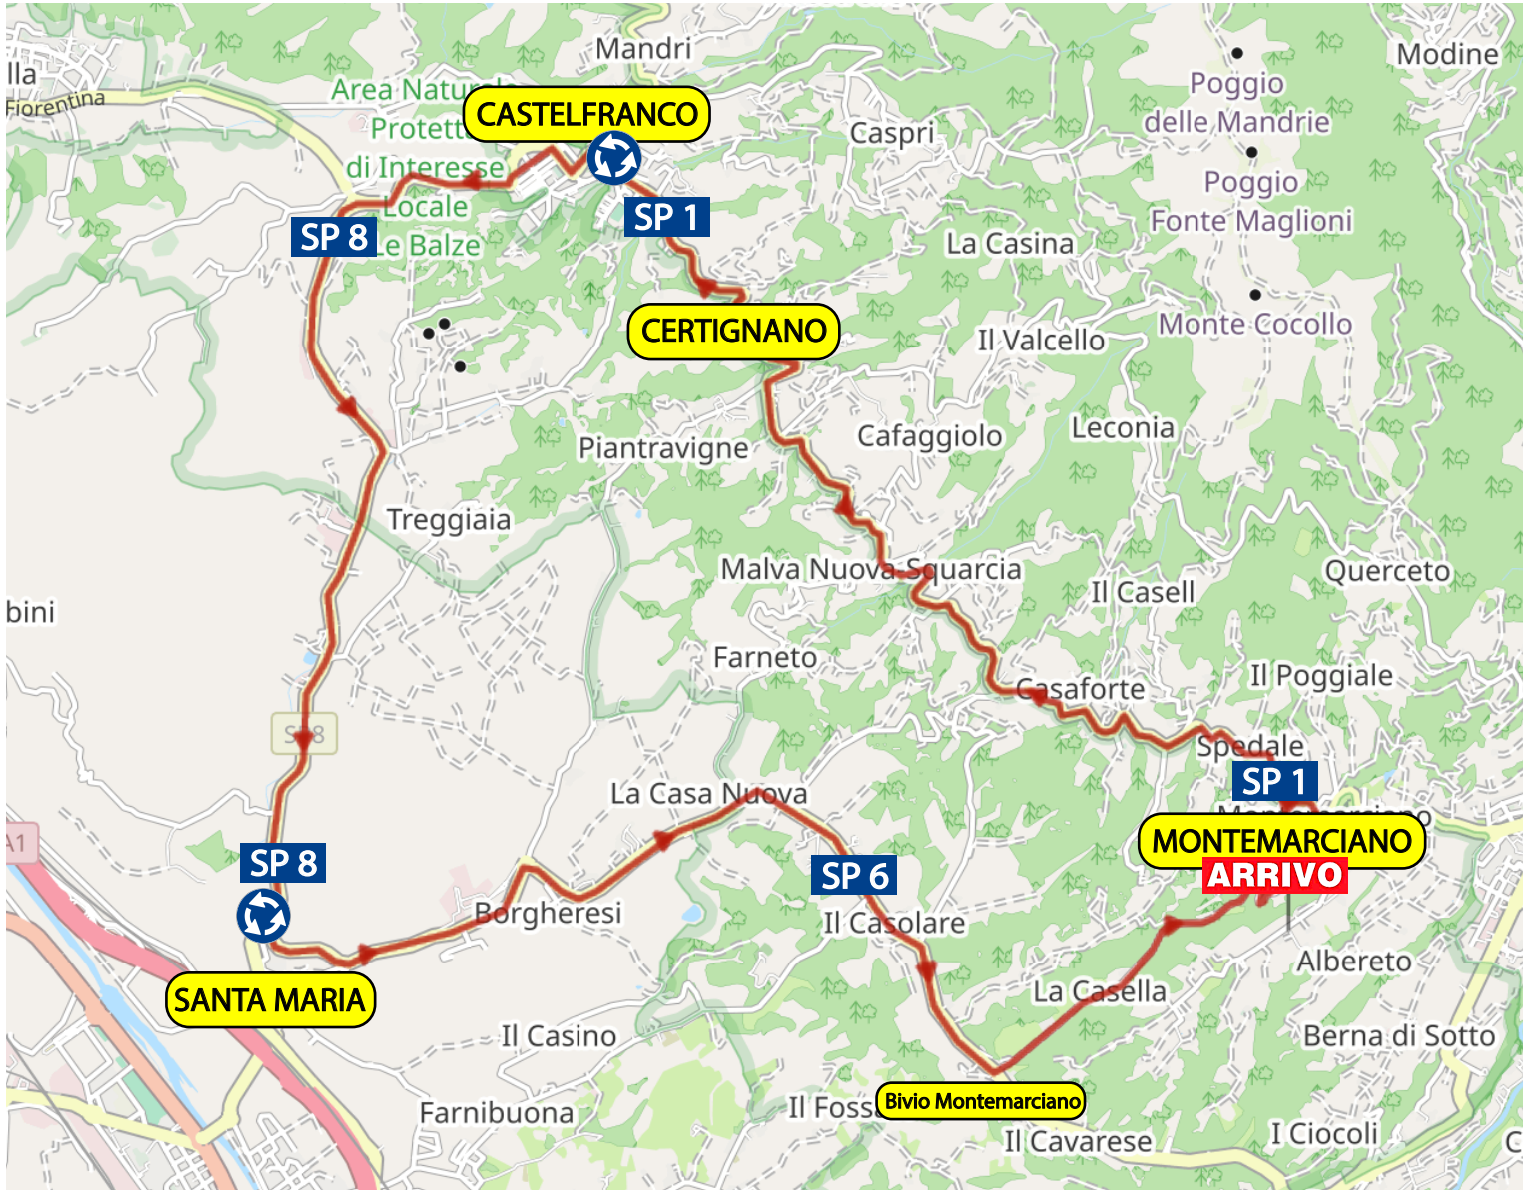 Mandri
Modine
lla
Fiorentina
Area Natur
CASTELFRANCO
Poggio
delle Mandrie
Protett
Caspri
di Interesse
Poggio
Fonte Maglioni
Locale
SP 1
SP 8
Le Balze
La Casina
CERTIGNANO
Il Valcello
Monte Cocollo
Piantravigne
Cafaggiolo
Leconia
Treggiaia
Malva Nuova-Squarcia
Querceto
Il Casell
bini
Farneto
Casaforte
Il Poggiale
Spedale
La Casa Nuova
SP 1
Montemarciano
A1
MONTEMARCIANO
SP 8
SP 6
ARRIVO
Borgheresi
Il Casolare
Albereto
SANTA MARIA
La Casella
Il Casino
Berna di Sotto
Bivio Montemarciano
Farnibuona
Il Foss
Il Cavarese
I Ciocoli
C